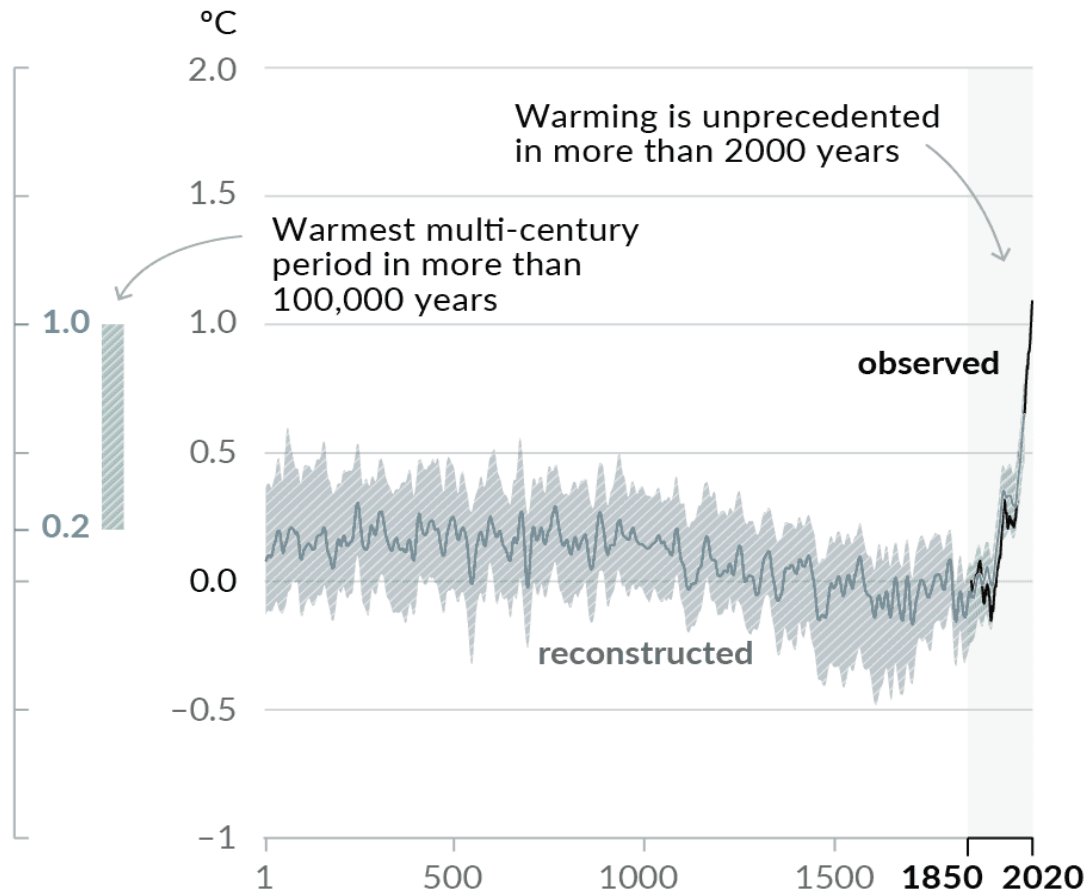 ºC
2.0
Warming is unprecedented
in more than 2000 years
1.5
Warmest multi-century
period in more than
100,000 years
1.0
1.0
observed
0.5
0.2
0.0
reconstructed
−0.5
−1
1 500 1000 1500 1850 2020